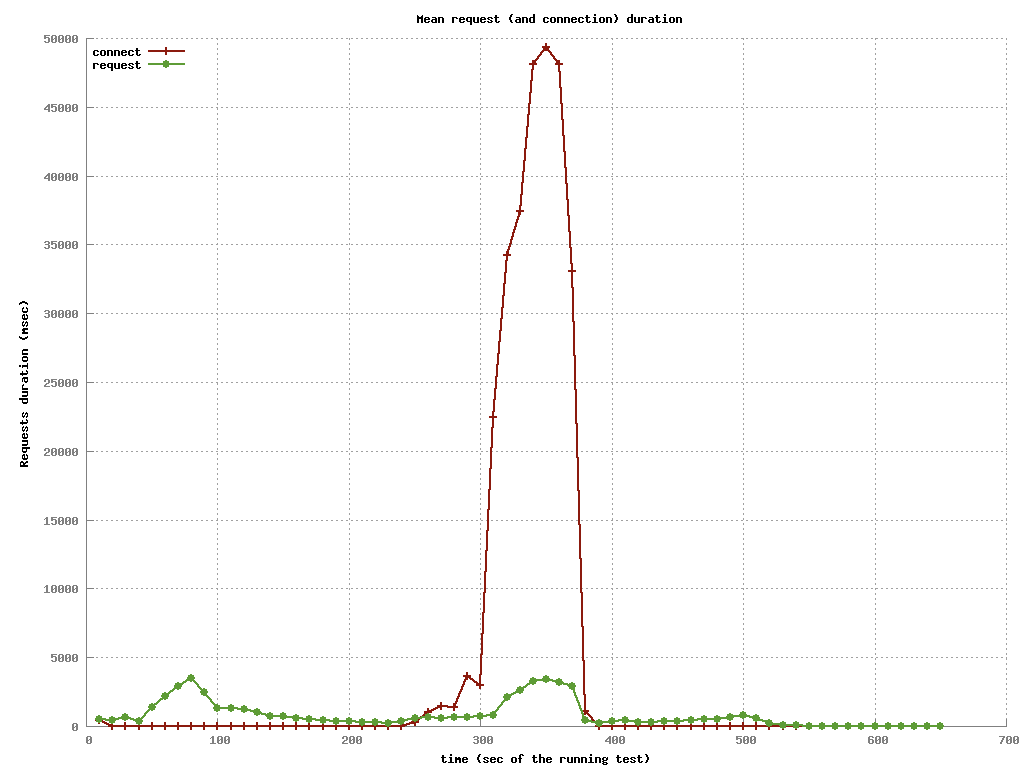 Mean request (and connection) duration
connect
request
50000
45000
40000
35000
30000
25000
20000
15000
10000
5000
0
0 100 200 300 400 500 600 700
Requests duration (msec)
time (sec of the running test)